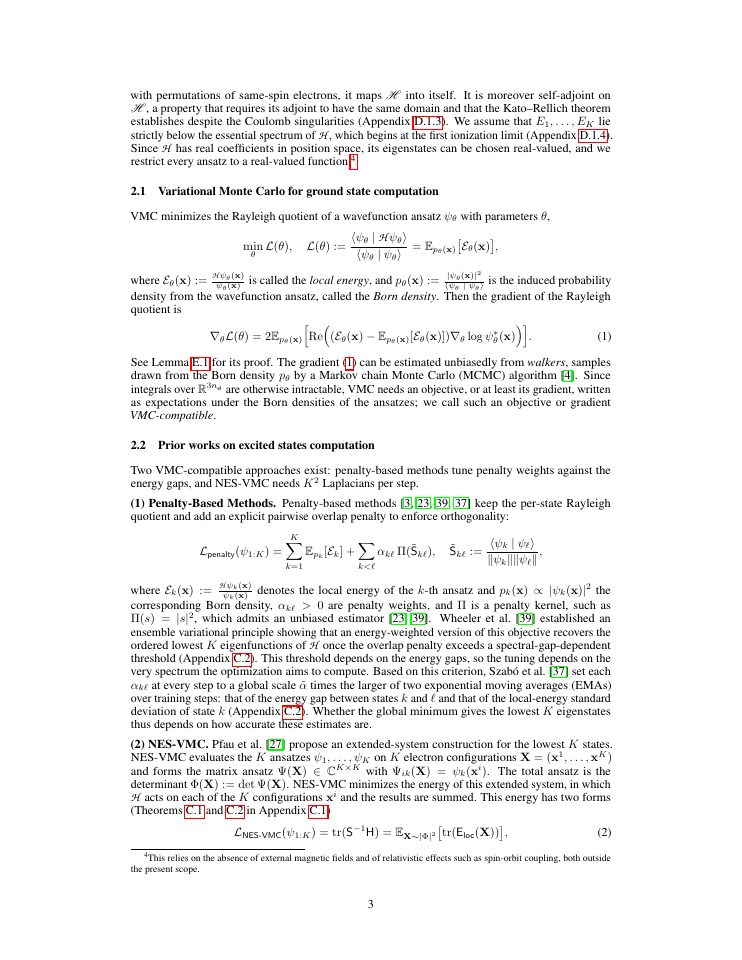 with permutations of same-spin electrons, it maps ℋ into itself. It is moreover self-adjoint on
ℋ, a property that requires its adjoint to have the same domain and that the Kato–Rellich theorem
establishes despite the Coulomb singularities (Appendix D.1.3). We assume that E₁, . . . , E_K lie
strictly below the essential spectrum of H, which begins at the first ionization limit (Appendix D.1.4).
Since H has real coefficients in position space, its eigenstates can be chosen real-valued, and we
restrict every ansatz to a real-valued function.⁴
2.1 Variational Monte Carlo for ground state computation
VMC minimizes the Rayleigh quotient of a wavefunction ansatz ψ_θ with parameters θ,
min_θ L(θ), L(θ) := ⟨ψ_θ | Hψ_θ⟩ / ⟨ψ_θ | ψ_θ⟩ = E_{p_θ(x)}[E_θ(x)],
where E_θ(x) := Hψ_θ(x)/ψ_θ(x) is called the local energy, and p_θ(x) := |ψ_θ(x)|²/⟨ψ_θ | ψ_θ⟩ is the induced probability
density from the wavefunction ansatz, called the Born density. Then the gradient of the Rayleigh
quotient is
∇_θ L(θ) = 2E_{p_θ(x)}[Re((E_θ(x) − E_{p_θ(x)}[E_θ(x)])∇_θ log ψ*_θ(x))]. (1)
See Lemma E.1 for its proof. The gradient (1) can be estimated unbiasedly from walkers, samples
drawn from the Born density p_θ by a Markov chain Monte Carlo (MCMC) algorithm [4]. Since
integrals over ℝ^{3n_el} are otherwise intractable, VMC needs an objective, or at least its gradient, written
as expectations under the Born densities of the ansatzes; we call such an objective or gradient
VMC-compatible.
2.2 Prior works on excited states computation
Two VMC-compatible approaches exist: penalty-based methods tune penalty weights against the
energy gaps, and NES-VMC needs K² Laplacians per step.
(1) Penalty-Based Methods. Penalty-based methods [3, 23, 39, 37] keep the per-state Rayleigh
quotient and add an explicit pairwise overlap penalty to enforce orthogonality:
L_penalty(ψ_{1:K}) = ∑_{k=1}^{K} E_{p_k}[E_k] + ∑_{k<ℓ} α_{kℓ} Π(S̄_{kℓ}), S̄_{kℓ} := ⟨ψ_k | ψ_ℓ⟩ / ‖ψ_k‖‖ψ_ℓ‖,
where E_k(x) := Hψ_k(x)/ψ_k(x) denotes the local energy of the k-th ansatz and p_k(x) ∝ |ψ_k(x)|² the
corresponding Born density, α_{kℓ} > 0 are penalty weights, and Π is a penalty kernel, such as
Π(s) = |s|², which admits an unbiased estimator [23, 39]. Wheeler et al. [39] established an
ensemble variational principle showing that an energy-weighted version of this objective recovers the
ordered lowest K eigenfunctions of H once the overlap penalty exceeds a spectral-gap-dependent
threshold (Appendix C.2). This threshold depends on the energy gaps, so the tuning depends on the
very spectrum the optimization aims to compute. Based on this criterion, Szabó et al. [37] set each
α_{kℓ} at every step to a global scale ᾱ times the larger of two exponential moving averages (EMAs)
over training steps: that of the energy gap between states k and ℓ and that of the local-energy standard
deviation of state k (Appendix C.2). Whether the global minimum gives the lowest K eigenstates
thus depends on how accurate these estimates are.
(2) NES-VMC. Pfau et al. [27] propose an extended-system construction for the lowest K states.
NES-VMC evaluates the K ansatzes ψ₁, . . . , ψ_K on K electron configurations X = (x¹, . . . , x^K)
and forms the matrix ansatz Ψ(X) ∈ ℂ^{K×K} with Ψ_{ik}(X) = ψ_k(x^i). The total ansatz is the
determinant Φ(X) := det Ψ(X). NES-VMC minimizes the energy of this extended system, in which
H acts on each of the K configurations x^i and the results are summed. This energy has two forms
(Theorems C.1 and C.2 in Appendix C.1)
L_NES-VMC(ψ_{1:K}) = tr(S⁻¹H) = E_{X∼|Φ|²}[tr(E_loc(X))], (2)
⁴This relies on the absence of external magnetic fields and of relativistic effects such as spin-orbit coupling, both outside
the present scope.
3